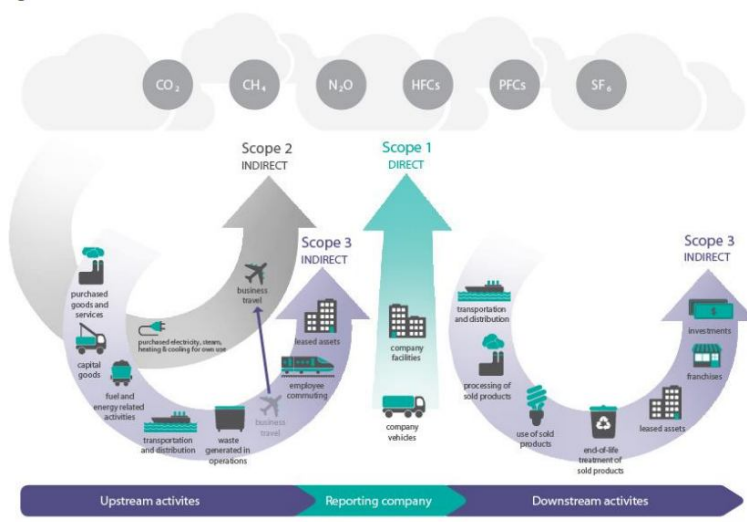 CO₂
CH₄
N₂O
HFCs
PFCs
SF₆
Scope 2
INDIRECT
Scope 1
DIRECT
Scope 3
INDIRECT
Scope 3
INDIRECT
purchased
goods and
services
capital
goods
fuel and
energy related
activities
transportation
and distribution
waste
generated in
operations
business
travel
purchased electricity, steam,
heating & cooling for own use
business
travel
employee
commuting
leased assets
company
facilities
company
vehicles
transportation
and distribution
processing of
sold products
use of sold
products
end-of-life
treatment of
sold products
leased assets
franchises
investments
Upstream activites
Reporting company
Downstream activites